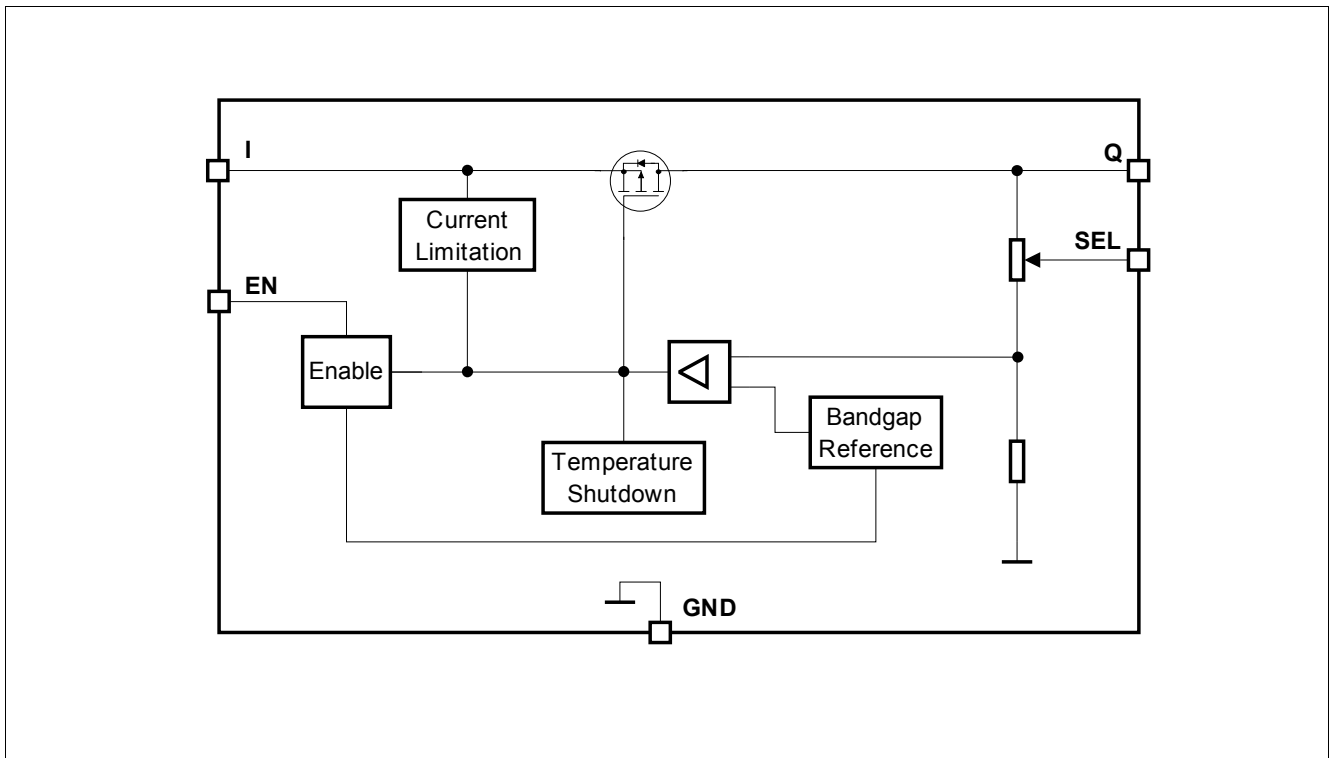 I
Q
Current
Limitation
SEL
EN
Enable
Bandgap
Reference
Temperature
Shutdown
GND